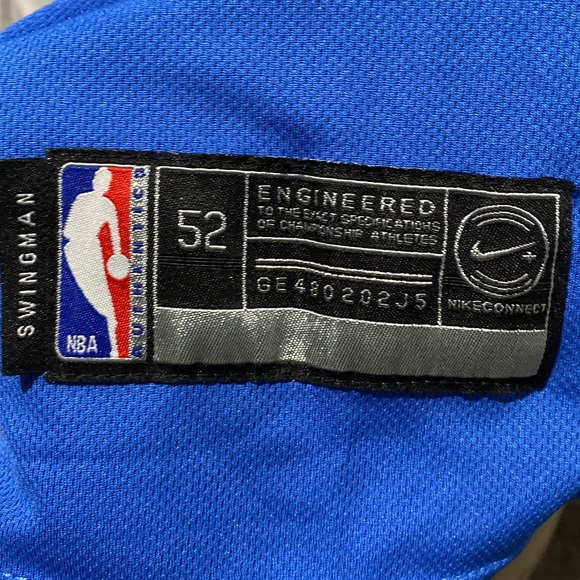 SWINGMAN
NBA
AUTHENTICS
52
ENGINEERED
TO THE EXACT SPECIFICATIONS
OF CHAMPIONSHIP ATHLETES
GE480202J5
NIKECONNECT